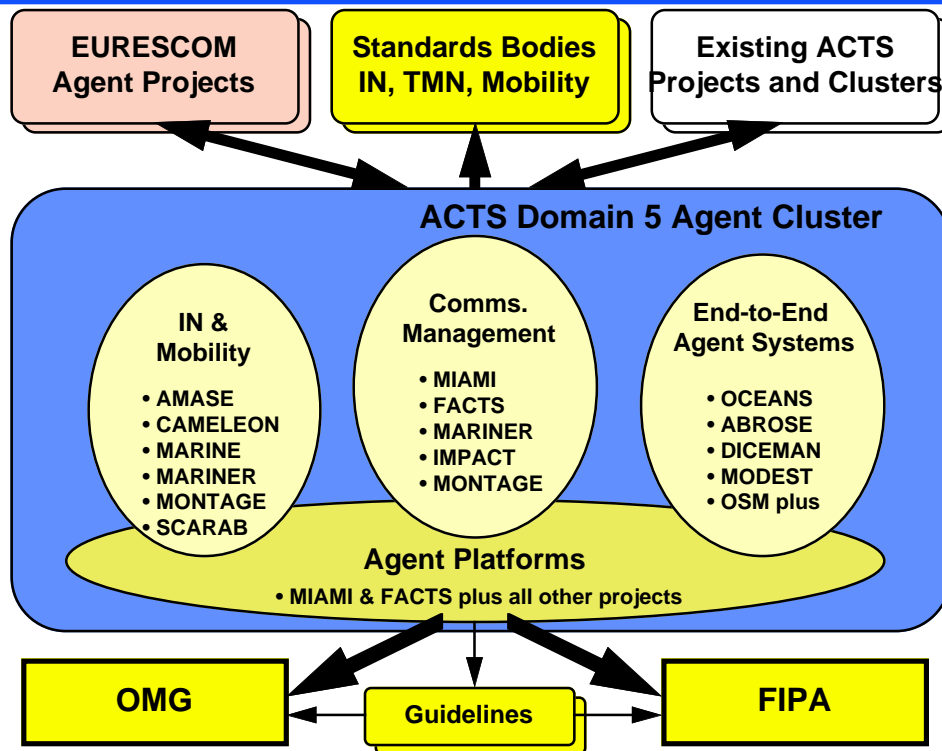 EURESCOM
Agent Projects
Standards Bodies
IN, TMN, Mobility
Existing ACTS
Projects and Clusters
ACTS Domain 5 Agent Cluster
IN &
Mobility
• AMASE
• CAMELEON
• MARINE
• MARINER
• MONTAGE
• SCARAB
Comms.
Management
• MIAMI
• FACTS
• MARINER
• IMPACT
• MONTAGE
End-to-End
Agent Systems
• OCEANS
• ABROSE
• DICEMAN
• MODEST
• OSM plus
Agent Platforms
• MIAMI & FACTS plus all other projects
OMG
Guidelines
FIPA